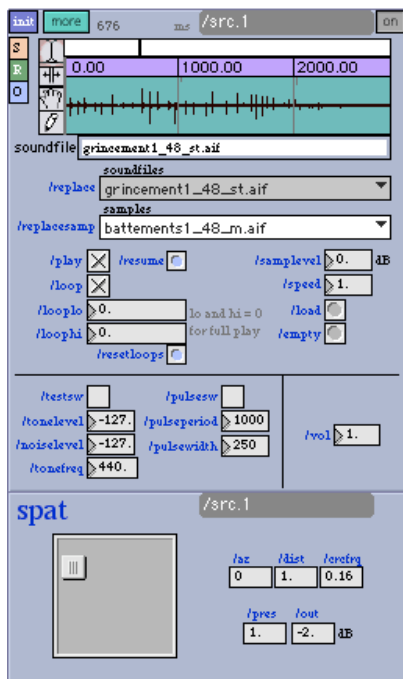 init more 676 ms /src.1 on
S
R
O
0.00 1000.00 2000.00
soundfile grincement1_48_st.aif
soundfiles
/replace grincement1_48_st.aif
samples
/replacesamp battements1_48_m.aif
/play /resume /samplevel 0. dB
/loop /speed 1.
/looplo 0. lo and hi = 0 /load
/loophi 0. for full play /empty
/resetloops
/testsw /pulsesw
/tonelevel -127. /pulseperiod 1000 /vol 1.
/noiselevel -127. /pulsewidth 250
/tonefreq 440.
spat /src.1
/az /dist /crcfrq
0 1. 0.16
/pres /out
1. -2. dB